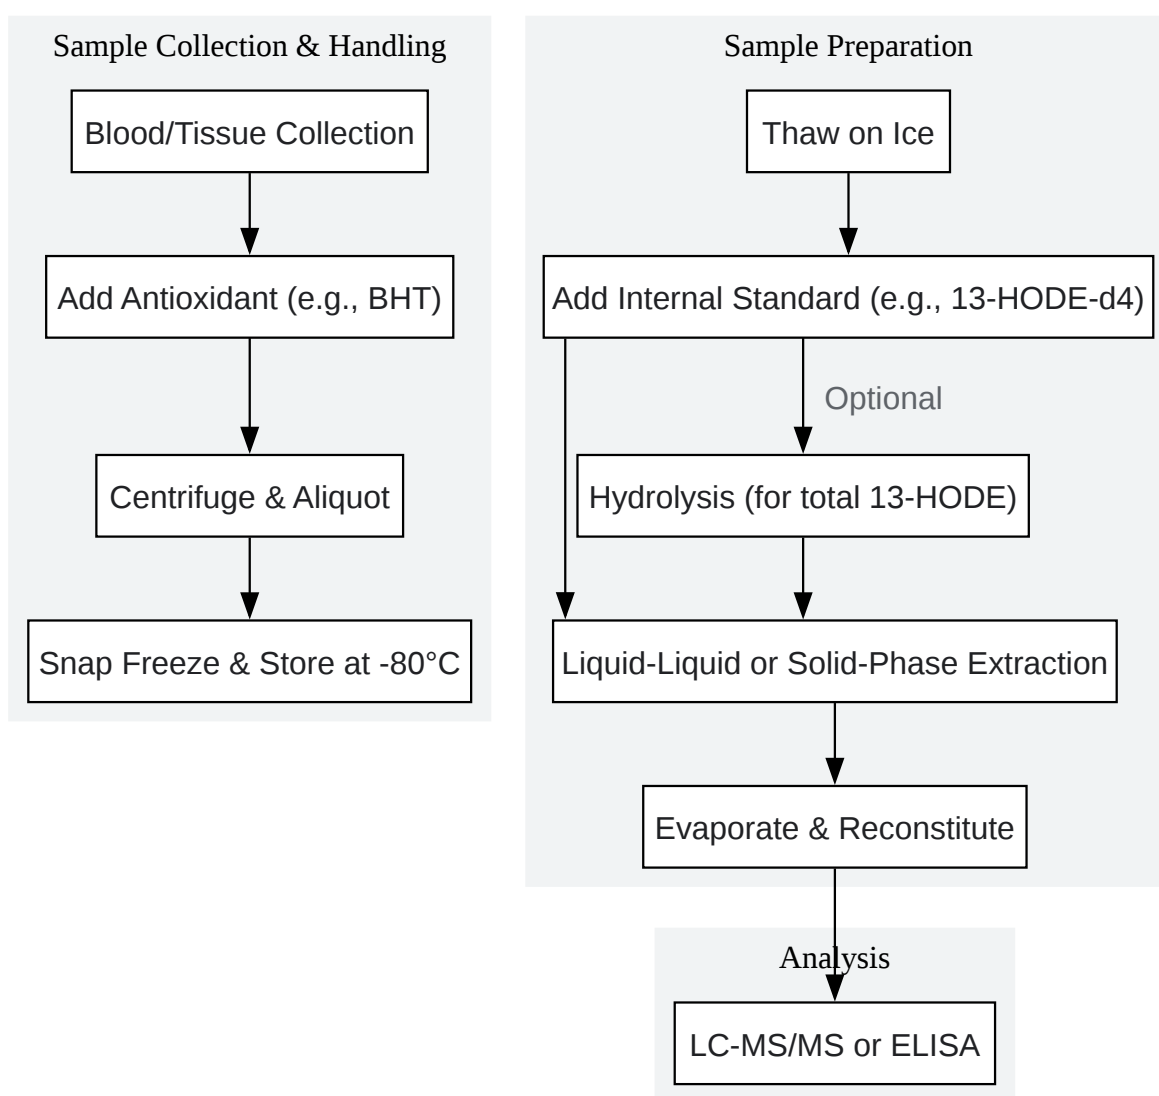 Sample Collection & Handling
Blood/Tissue Collection
Add Antioxidant (e.g., BHT)
Centrifuge & Aliquot
Snap Freeze & Store at -80°C
Sample Preparation
Thaw on Ice
Add Internal Standard (e.g., 13-HODE-d4)
Optional
Hydrolysis (for total 13-HODE)
Liquid-Liquid or Solid-Phase Extraction
Evaporate & Reconstitute
Analysis
LC-MS/MS or ELISA